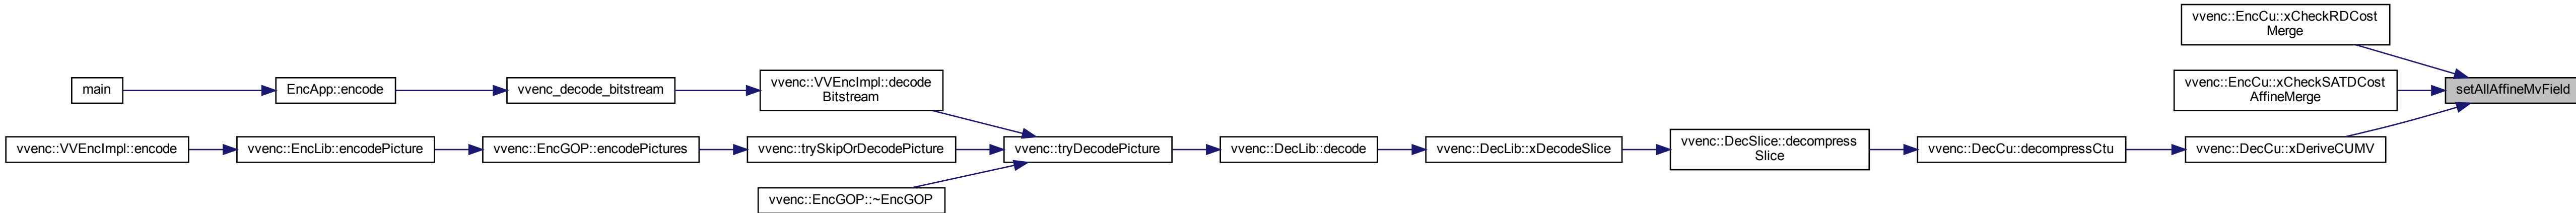 vvenc::EncCu::xCheckRDCost
Merge
main
EncApp::encode
vvenc_decode_bitstream
vvenc::VVEncImpl::decode
Bitstream
vvenc::EncCu::xCheckSATDCost
AffineMerge
setAllAffineMvField
vvenc::VVEncImpl::encode
vvenc::EncLib::encodePicture
vvenc::EncGOP::encodePictures
vvenc::trySkipOrDecodePicture
vvenc::tryDecodePicture
vvenc::DecLib::decode
vvenc::DecLib::xDecodeSlice
vvenc::DecSlice::decompress
Slice
vvenc::DecCu::decompressCtu
vvenc::DecCu::xDeriveCUMV
vvenc::EncGOP::~EncGOP